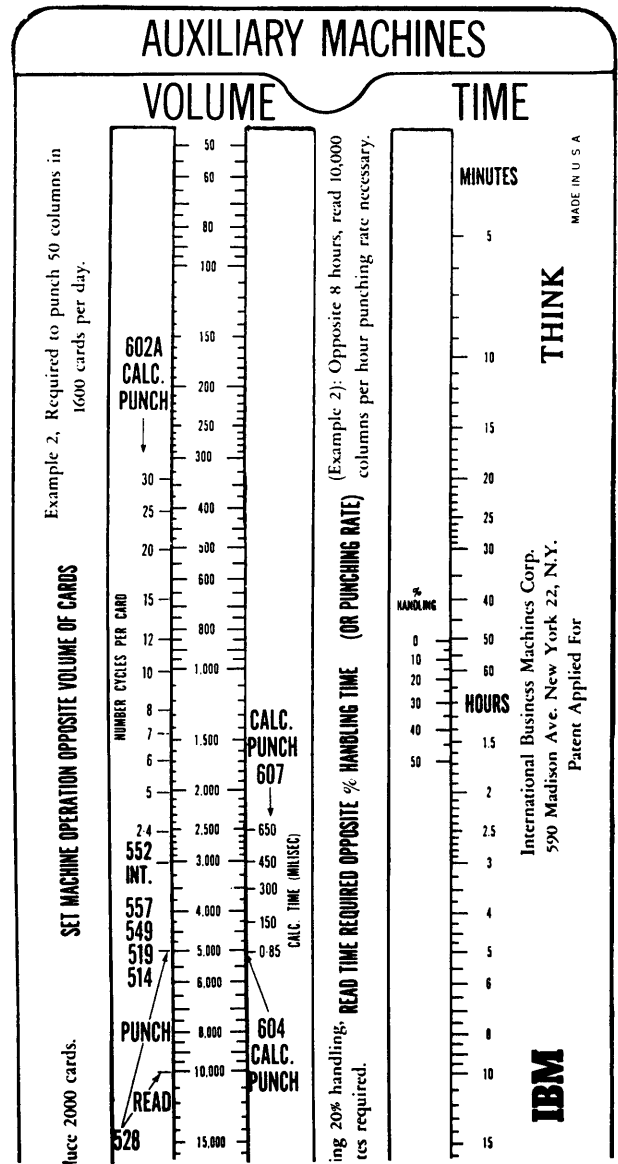 AUXILIARY MACHINES
VOLUME
TIME
Example 2, Required to punch 50 columns in
1600 cards per day.
SET MACHINE OPERATION OPPOSITE VOLUME OF CARDS
duce 2000 cards.
602A
CALC.
PUNCH
NUMBER CYCLES PER CARD
30
25
20
15
12
10
8
7
6
5
2-4
552
INT.
557
549
519
514
PUNCH
READ
528
50
60
80
100
150
200
250
300
400
500
600
800
1,000
1,500
2,000
2,500
3,000
4,000
5,000
6,000
8,000
10,000
15,000
CALC.
PUNCH
607
650
450
300
150
0-85
CALC. TIME (MILISEC)
604
CALC.
PUNCH
(Example 2): Opposite 8 hours, read 10,000
columns per hour punching rate necessary.
READ TIME REQUIRED OPPOSITE % HANDLING TIME (OR PUNCHING RATE)
ing 20% handling,
tes required.
%
HANDLING
0
10
20
30
40
50
MINUTES
5
10
15
20
25
30
40
50
60
HOURS
1.5
2
2.5
3
4
5
6
8
10
15
MADE IN U S A
THINK
International Business Machines Corp.
590 Madison Ave. New York 22, N.Y.
Patent Applied For
IBM